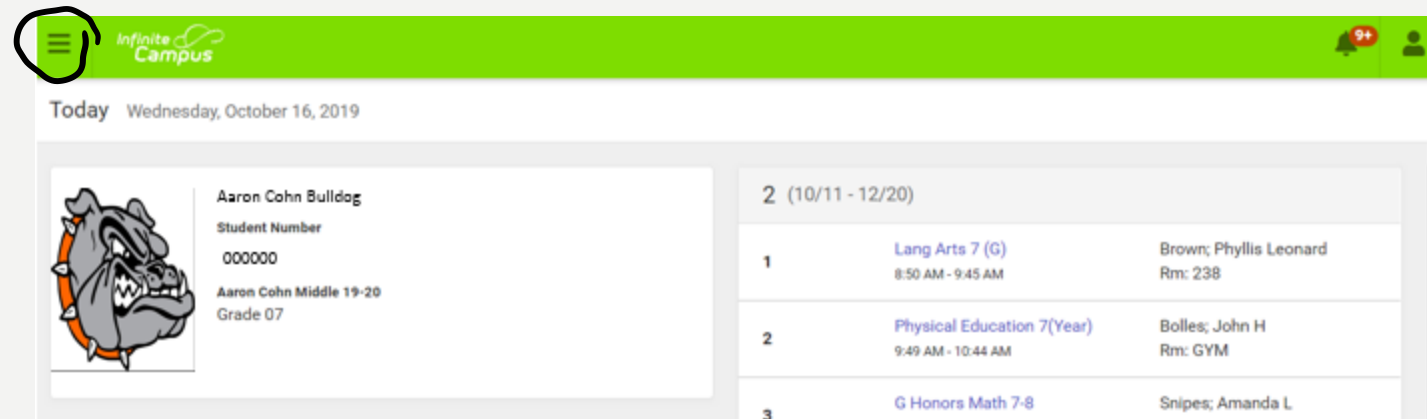 Infinite
Campus
9+
Today Wednesday, October 16, 2019
Aaron Cohn Bulldog
Student Number
000000
Aaron Cohn Middle 19-20
Grade 07
2 (10/11 - 12/20)
1 Lang Arts 7 (G) Brown; Phyllis Leonard
8:50 AM - 9:45 AM Rm: 238
2 Physical Education 7(Year) Bolles; John H
9:49 AM - 10:44 AM Rm: GYM
3 G Honors Math 7-8 Snipes; Amanda L